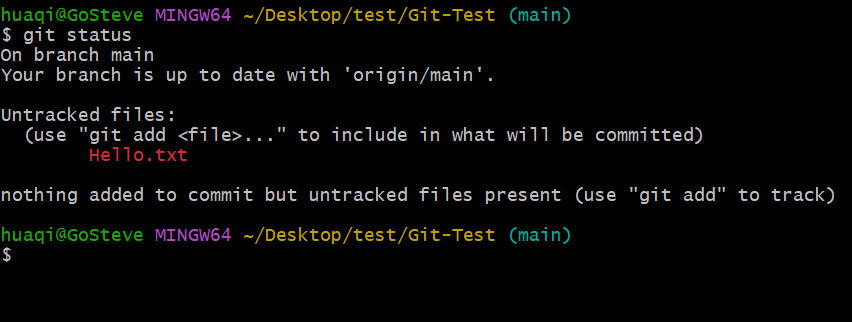 huaqi@GoSteve MINGW64 ~/Desktop/test/Git-Test (main)
$ git status
On branch main
Your branch is up to date with 'origin/main'.
Untracked files:
(use "git add <file>..." to include in what will be committed)
Hello.txt
nothing added to commit but untracked files present (use "git add" to track)
huaqi@GoSteve MINGW64 ~/Desktop/test/Git-Test (main)
$